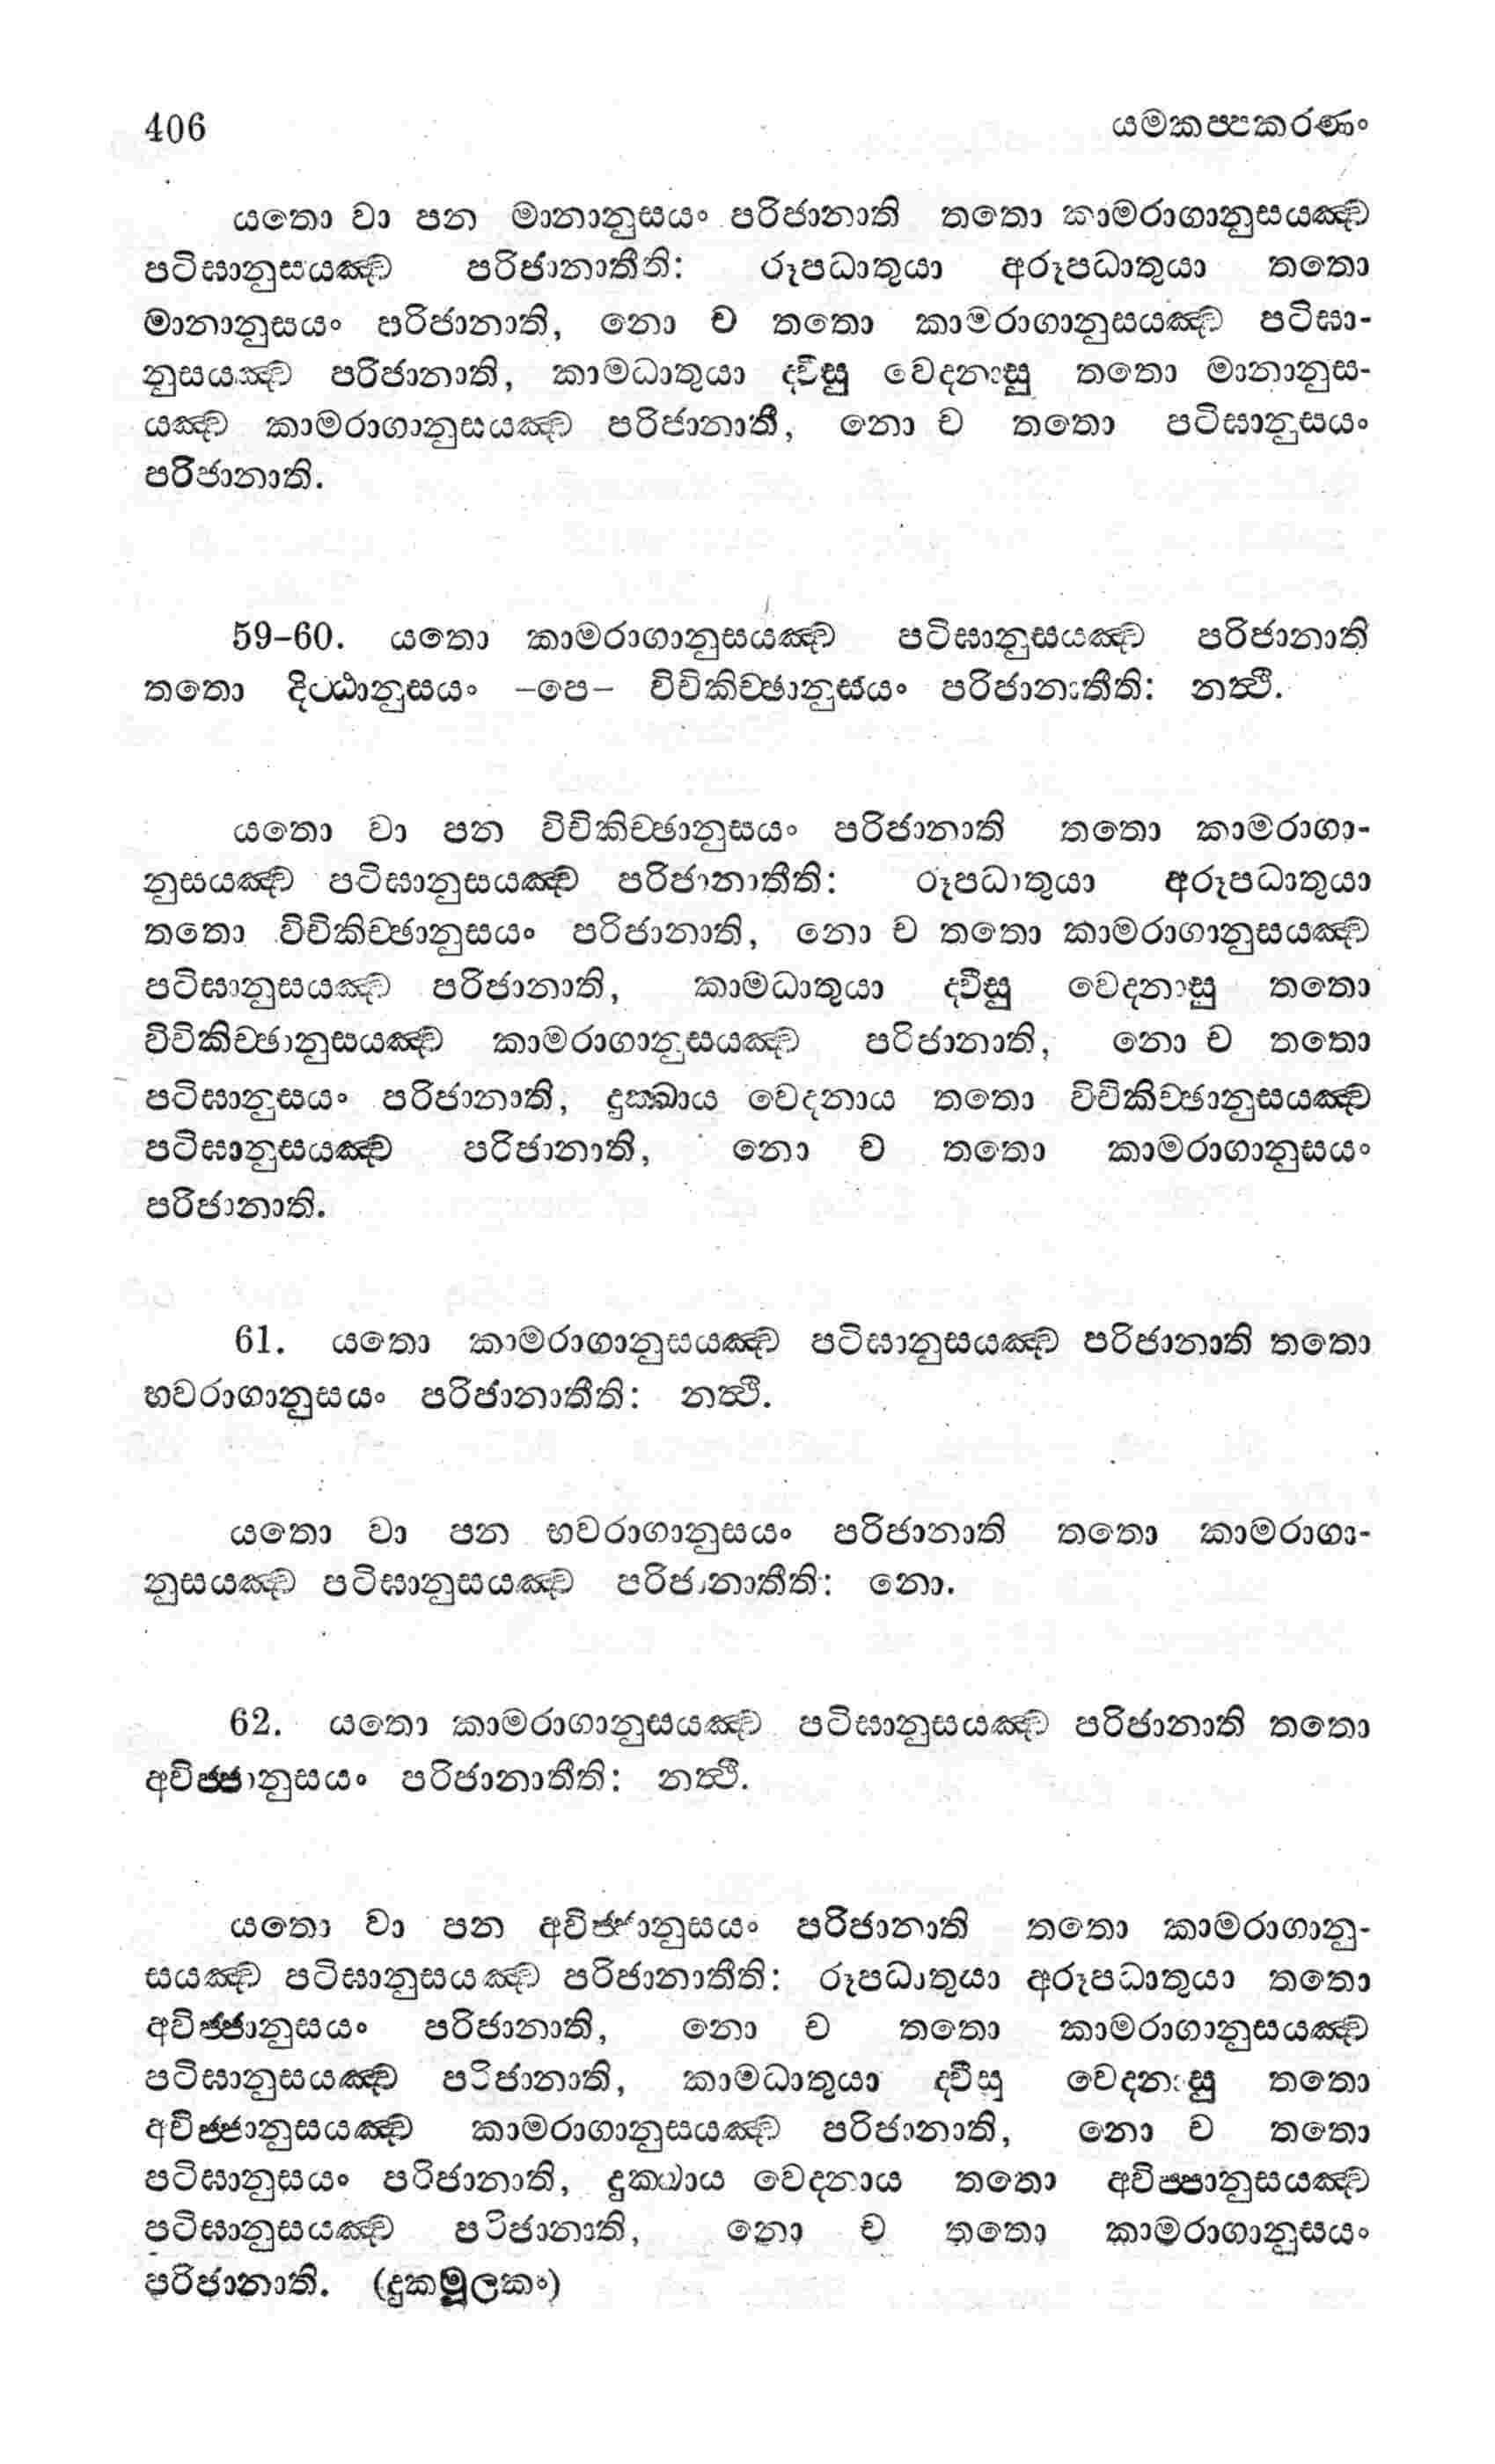 406 යමකප්පකරණං
යතො වා පන මානානුසයං පරිජානාති තතො කාමරාගානුසයඤ්ච
පටිඝානුසයඤ්ච පරිජානාතීති: රූපධාතුයා අරූපධාතුයා තතො
මානානුසයං පරිජානාති, නො ච තතො කාමරාගානුසයඤ්ච පටිඝා-
නුසයඤ්ච පරිජානාති, කාමධාතුයා ද්වීසු වෙදනාසු තතො මානානුස-
යඤ්ච කාමරාගානුසයඤ්ච පරිජානාතී, නො ච තතො පටිඝානුසයං
පරිජානාති.
59-60. යතො කාමරාගානුසයඤ්ච පටිඝානුසයඤ්ච පරිජානාති
තතො දිට්ඨානුසයං -පෙ- විචිකිච්ඡානුසයං පරිජානාතීති: නත්‍ථි.
යතො වා පන විචිකිච්ඡානුසයං පරිජානාති තතො කාමරාගා-
නුසයඤ්ච පටිඝානුසයඤ්ච පරිජානාතීති: රූපධාතුයා අරූපධාතුයා
තතො විචිකිච්ඡානුසයං පරිජානාති, නො ච තතො කාමරාගානුසයඤ්ච
පටිඝානුසයඤ්ච පරිජානාති, කාමධාතුයා ද්වීසු වෙදනාසු තතො
විචිකිච්ඡානුසයඤ්ච කාමරාගානුසයඤ්ච පරිජානාති, නො ච තතො
පටිඝානුසයං පරිජානාති, දුක්ඛාය වෙදනාය තතො විචිකිච්ඡානුසයඤ්ච
පටිඝානුසයඤ්ච පරිජානාති, නො ච තතො කාමරාගානුසයං
පරිජානාති.
61. යතො කාමරාගානුසයඤ්ච පටිඝානුසයඤ්ච පරිජානාති තතො
භවරාගානුසයං පරිජානාතීති: නත්‍ථි.
යතො වා පන භවරාගානුසයං පරිජානාති තතො කාමරාගා-
නුසයඤ්ච පටිඝානුසයඤ්ච පරිජානාතීති: නො.
62. යතො කාමරාගානුසයඤ්ච පටිඝානුසයඤ්ච පරිජානාති තතො
අවිජ්ජානුසයං පරිජානාතීති: නත්‍ථි.
යතො වා පන අවිජ්ජානුසයං පරිජානාති තතො කාමරාගානු-
සයඤ්ච පටිඝානුසයඤ්ච පරිජානාතීති: රූපධාතුයා අරූපධාතුයා තතො
අවිජ්ජානුසයං පරිජානාති, නො ච තතො කාමරාගානුසයඤ්ච
පටිඝානුසයඤ්ච පරිජානාති, කාමධාතුයා ද්වීසු වෙදනාසු තතො
අවිජ්ජානුසයඤ්ච කාමරාගානුසයඤ්ච පරිජානාති, නො ච තතො
පටිඝානුසයං පරිජානාති, දුක්ඛාය වෙදනාය තතො අවිප්පානුසයඤ්ච
පටිඝානුසයඤ්ච පරිජානාති, නො ච තතො කාමරාගානුසයං
පරිජානාති. (දුකමූලකං)